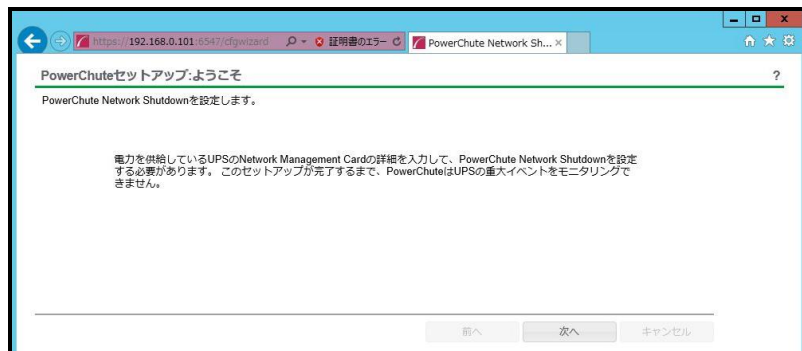 https://192.168.0.101:6547/cfgwizard 証明書のエラー PowerChute Network Sh...
PowerChuteセットアップ:ようこそ ?
PowerChute Network Shutdownを設定します。
電力を供給しているUPSのNetwork Management Cardの詳細を入力して、PowerChute Network Shutdownを設定
する必要があります。 このセットアップが完了するまで、PowerChuteはUPSの重大イベントをモニタリングで
きません。
前へ 次へ キャンセル